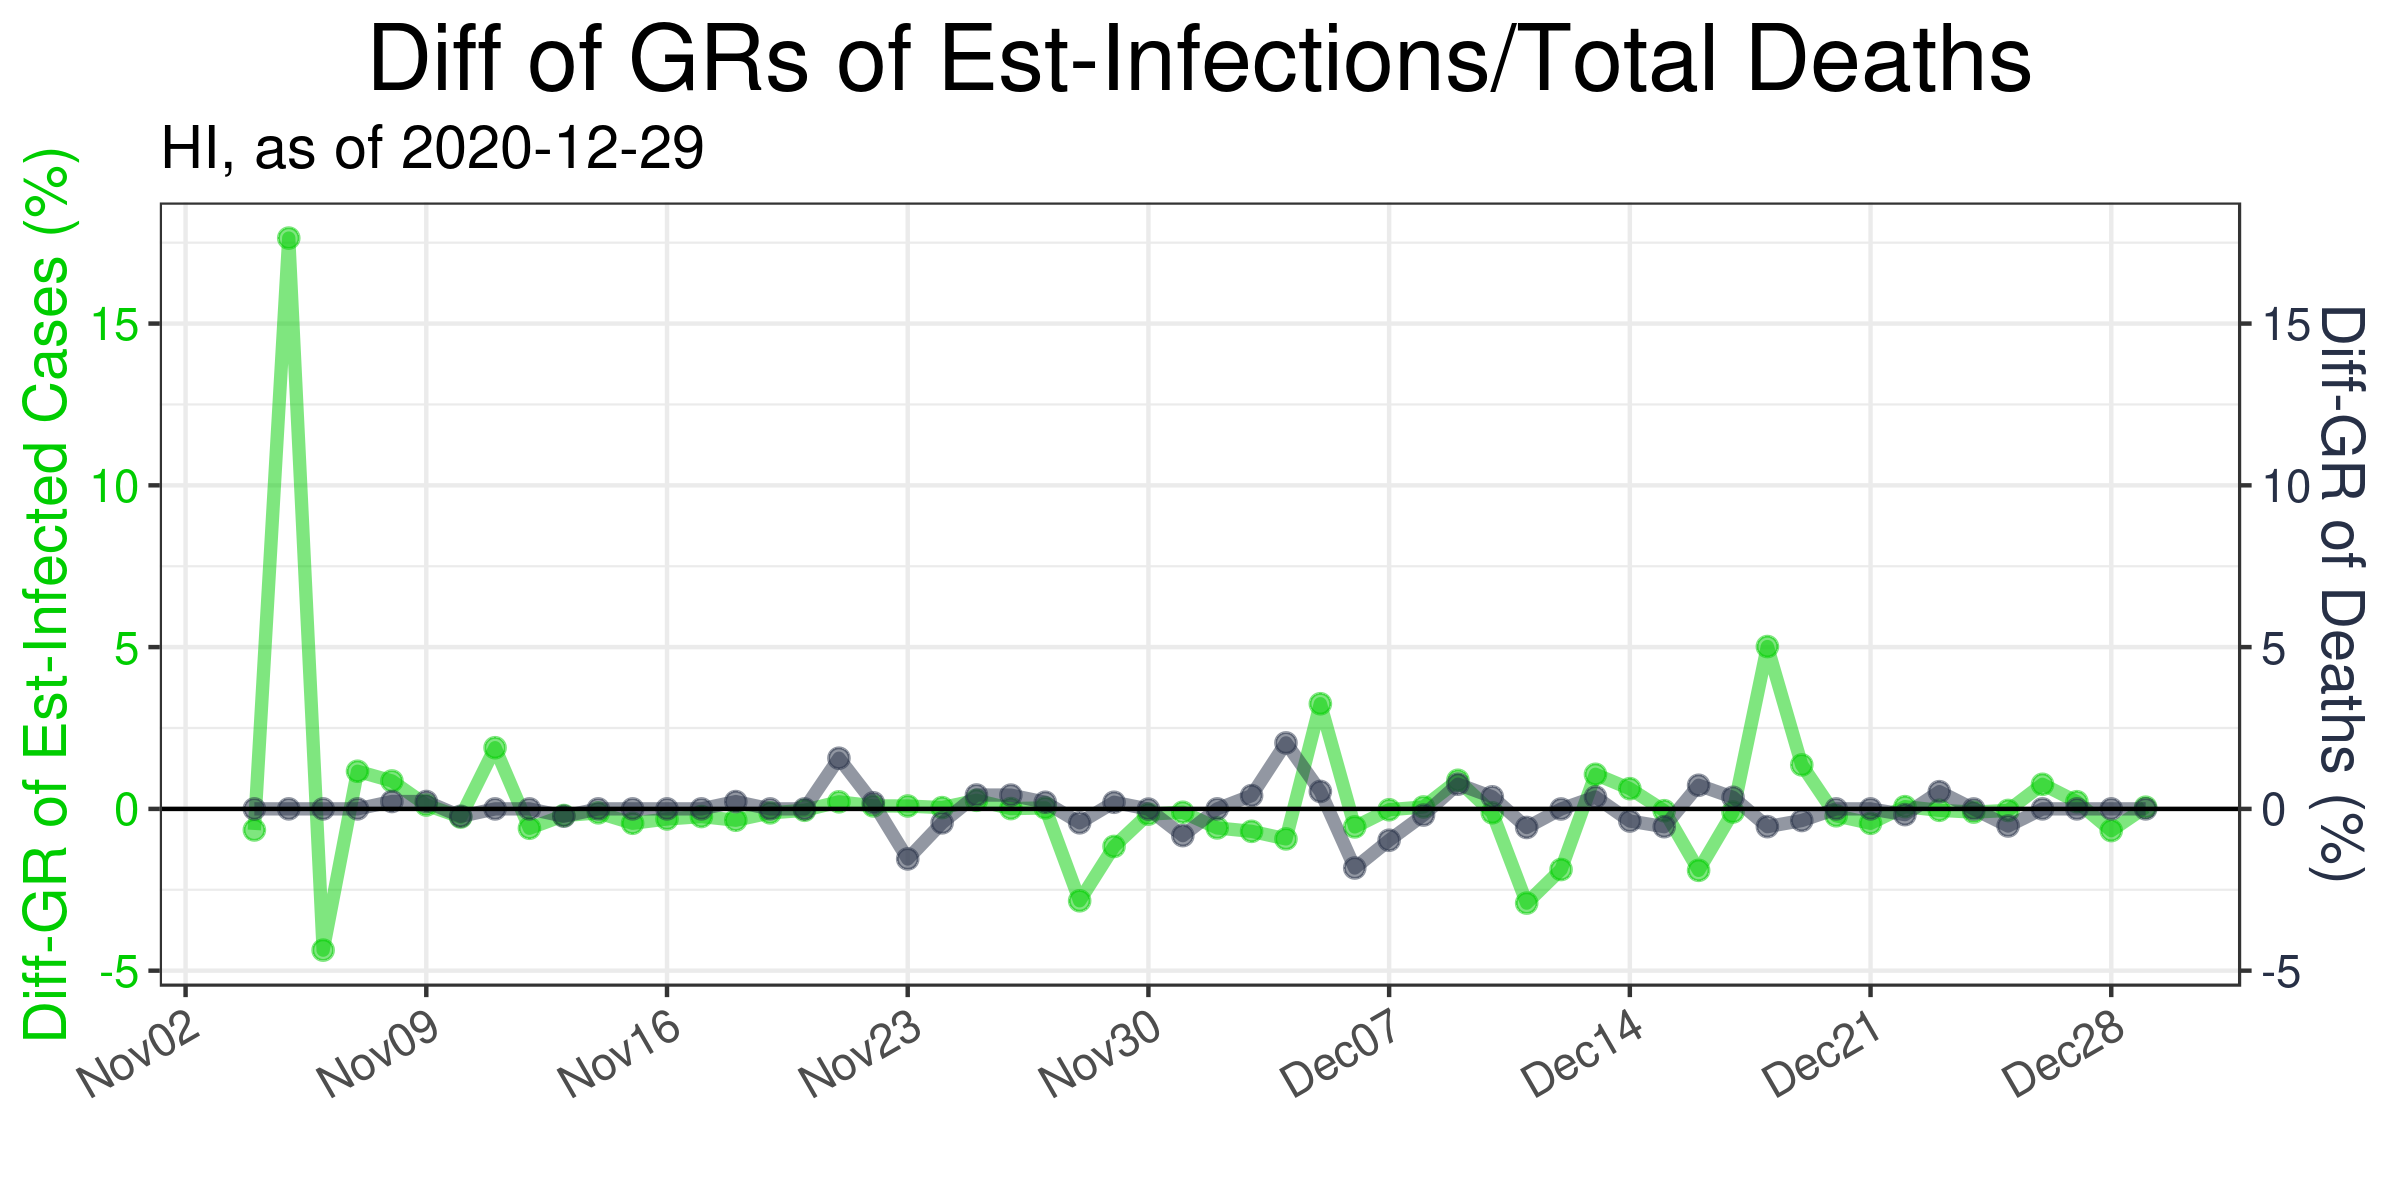 Diff of GRs of Est-Infections/Total Deaths
HI, as of 2020-12-29
Diff-GR of Est-Infected Cases (%)
15
10
5
0
-5
15
10
5
0
-5
Diff-GR of Deaths (%)
Nov02
Nov09
Nov16
Nov23
Nov30
Dec07
Dec14
Dec21
Dec28